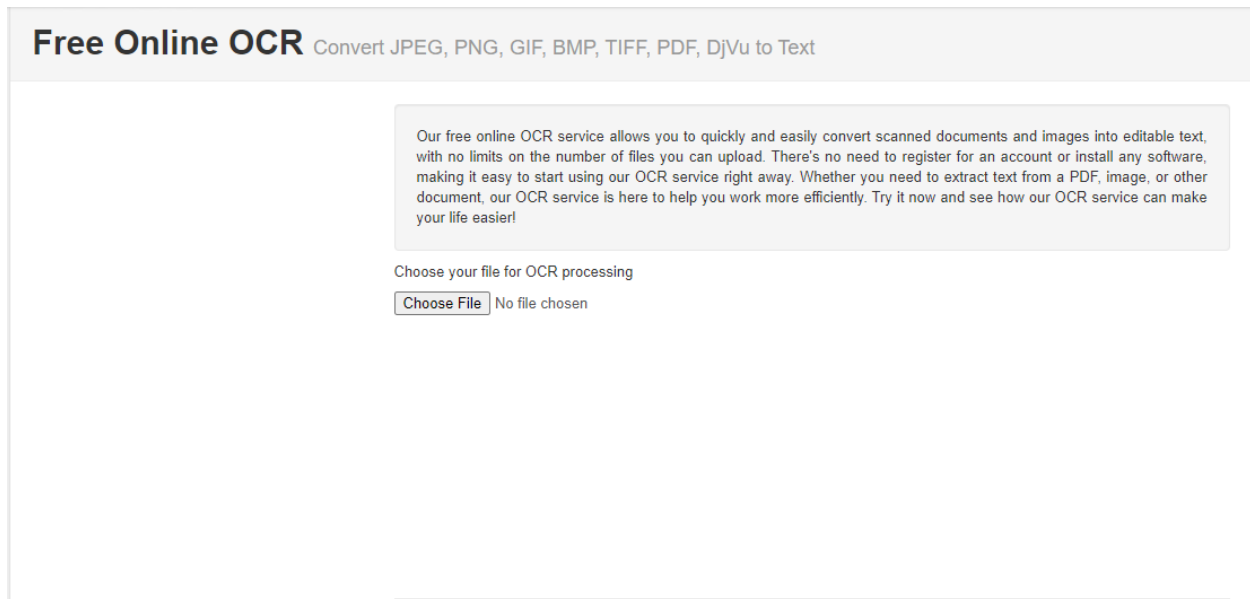 Free Online OCR Convert JPEG, PNG, GIF, BMP, TIFF, PDF, DjVu to Text
Our free online OCR service allows you to quickly and easily convert scanned documents and images into editable text,
with no limits on the number of files you can upload. There's no need to register for an account or install any software,
making it easy to start using our OCR service right away. Whether you need to extract text from a PDF, image, or other
document, our OCR service is here to help you work more efficiently. Try it now and see how our OCR service can make
your life easier!
Choose your file for OCR processing
Choose File No file chosen